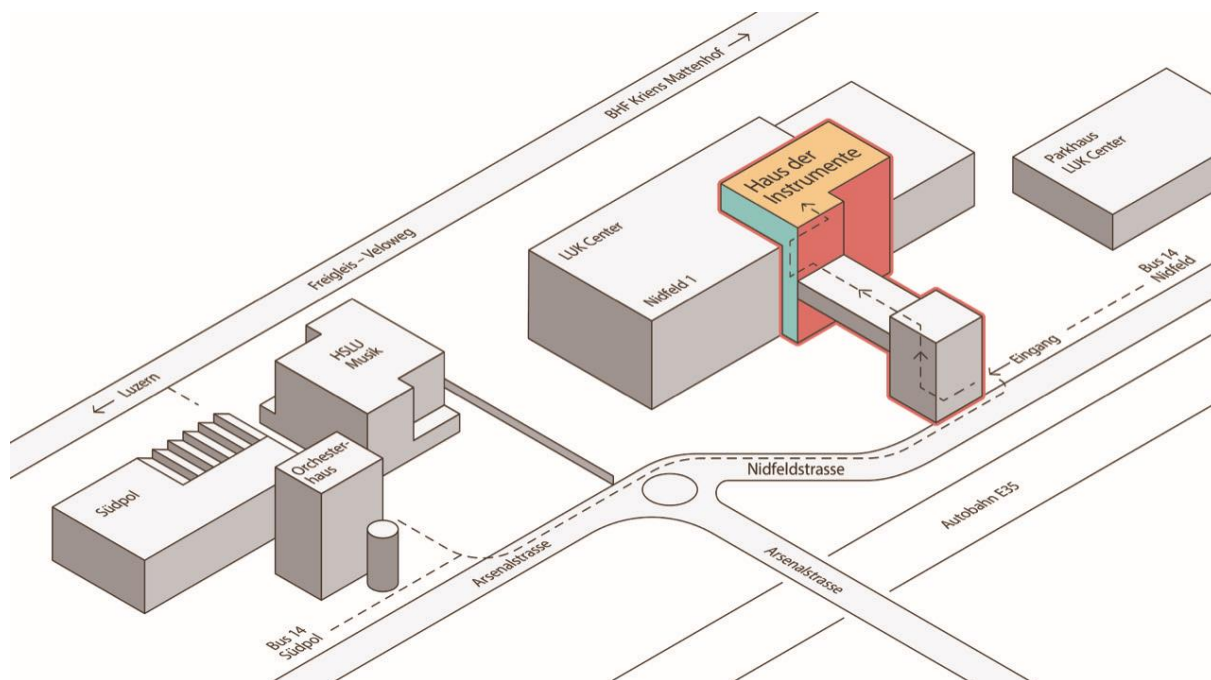 BHF Kriens Mattenhof
Freigleis – Veloweg
Luzern
Haus der
Instrumente
LUK Center
Nidfeld 1
Parkhaus
LUK Center
Bus 14
Nidfeld
Eingang
HSLU
Musik
Orchester-
haus
Südpol
Nidfeldstrasse
Autobahn E35
Arsenalstrasse
Arsenalstrasse
Bus 14
Südpol